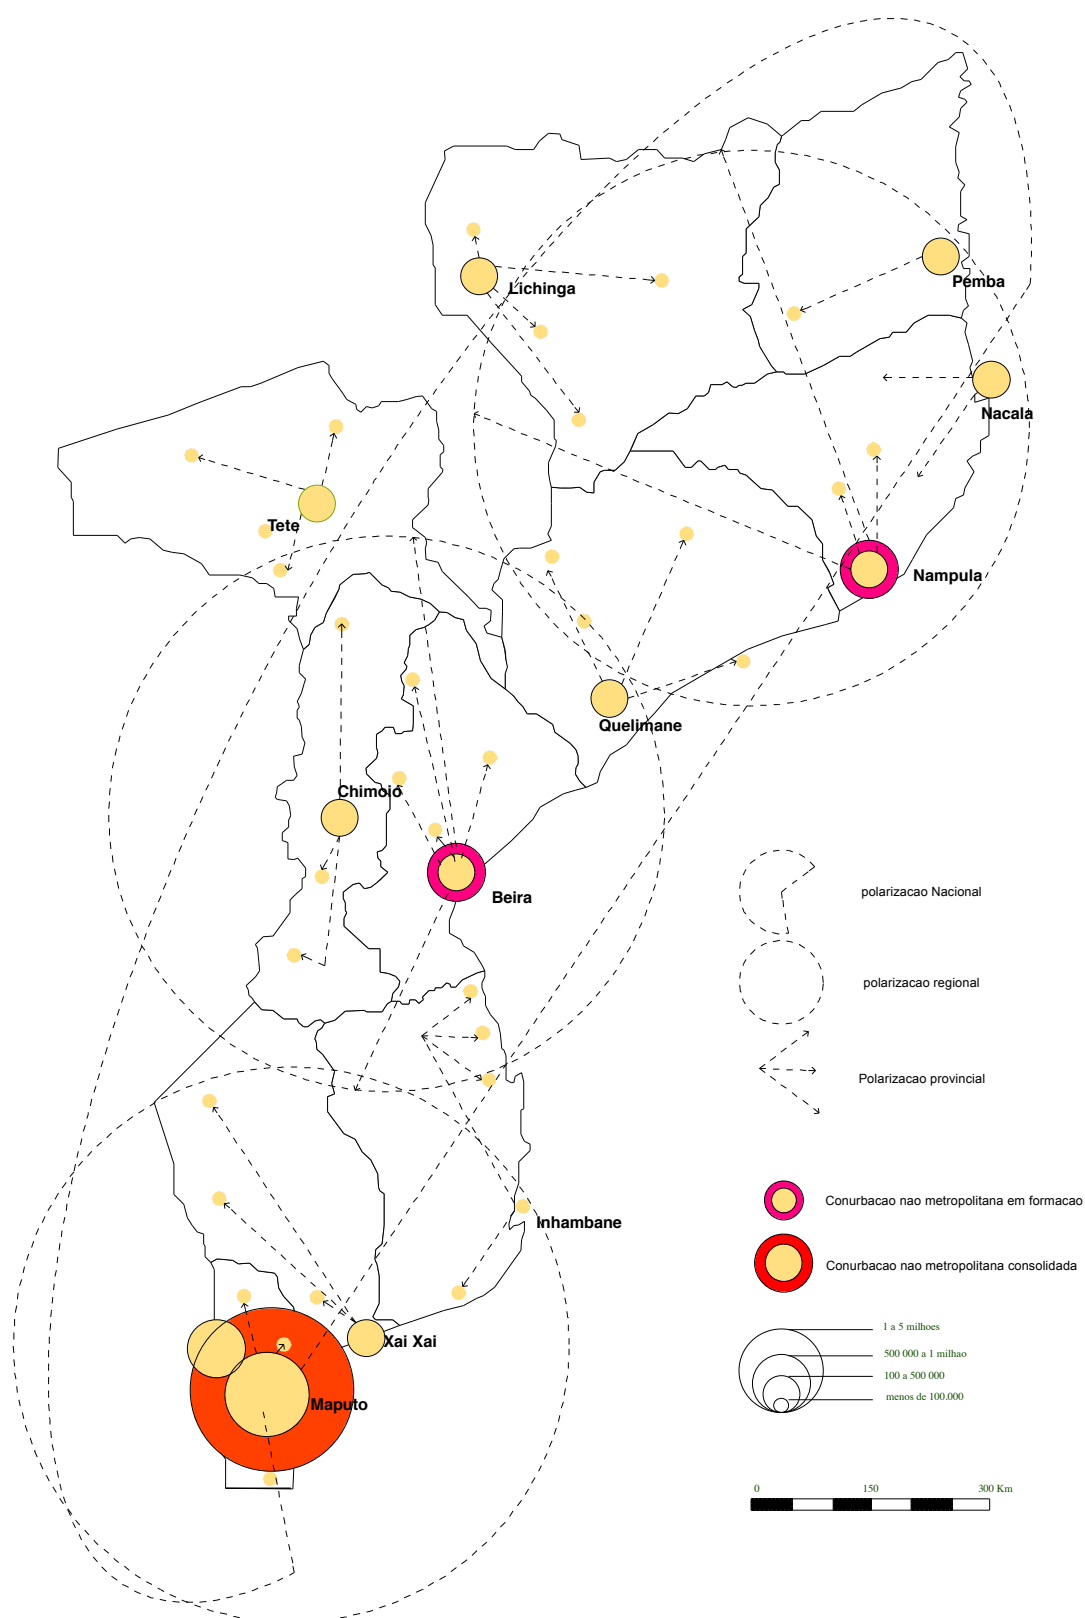 Lichinga
Pemba
Nacala
Tete
Nampula
Quelimane
Chimoio
Beira
Inhambane
Xai Xai
Maputo
polarizacao Nacional
polarizacao regional
Polarizacao provincial
Conurbacao nao metropolitana em formacao
Conurbacao nao metropolitana consolidada
1 a 5 milhoes
500 000 a 1 milhao
100 a 500 000
menos de 100.000
0 150 300 Km